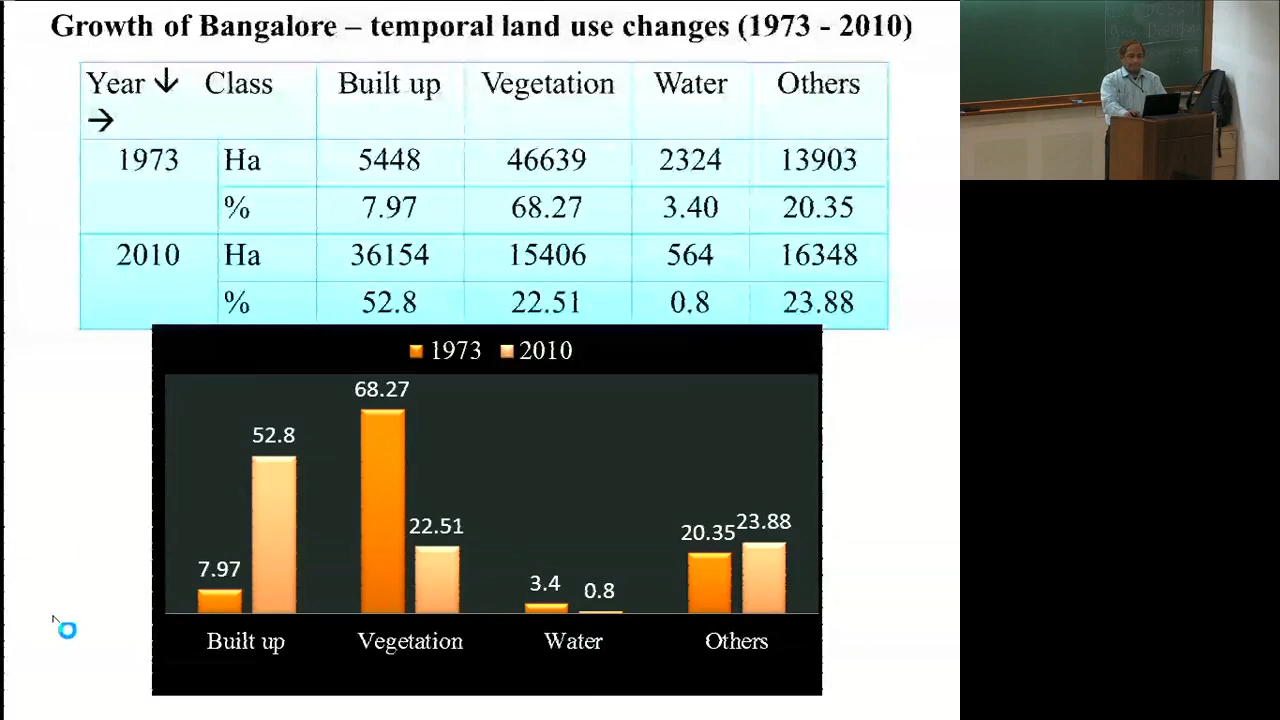 Growth of Bangalore – temporal land use changes (1973 - 2010)
Year ↓ Class → Built up Vegetation Water Others
1973 Ha 5448 46639 2324 13903
% 7.97 68.27 3.40 20.35
2010 Ha 36154 15406 564 16348
% 52.8 22.51 0.8 23.88
1973 2010
7.97 52.8 68.27 22.51 3.4 0.8 20.35 23.88
Built up Vegetation Water Others